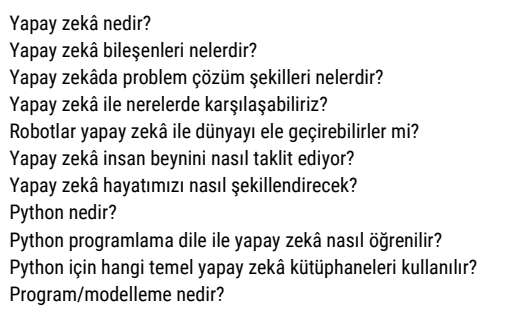 Yapay zekâ nedir?
Yapay zekâ bileşenleri nelerdir?
Yapay zekâda problem çözüm şekilleri nelerdir?
Yapay zekâ ile nerelerde karşılaşabiliriz?
Robotlar yapay zekâ ile dünyayı ele geçirebilirler mi?
Yapay zekâ insan beynini nasıl taklit ediyor?
Yapay zekâ hayatımızı nasıl şekillendirecek?
Python nedir?
Python programlama dile ile yapay zekâ nasıl öğrenilir?
Python için hangi temel yapay zekâ kütüphaneleri kullanılır?
Program/modelleme nedir?